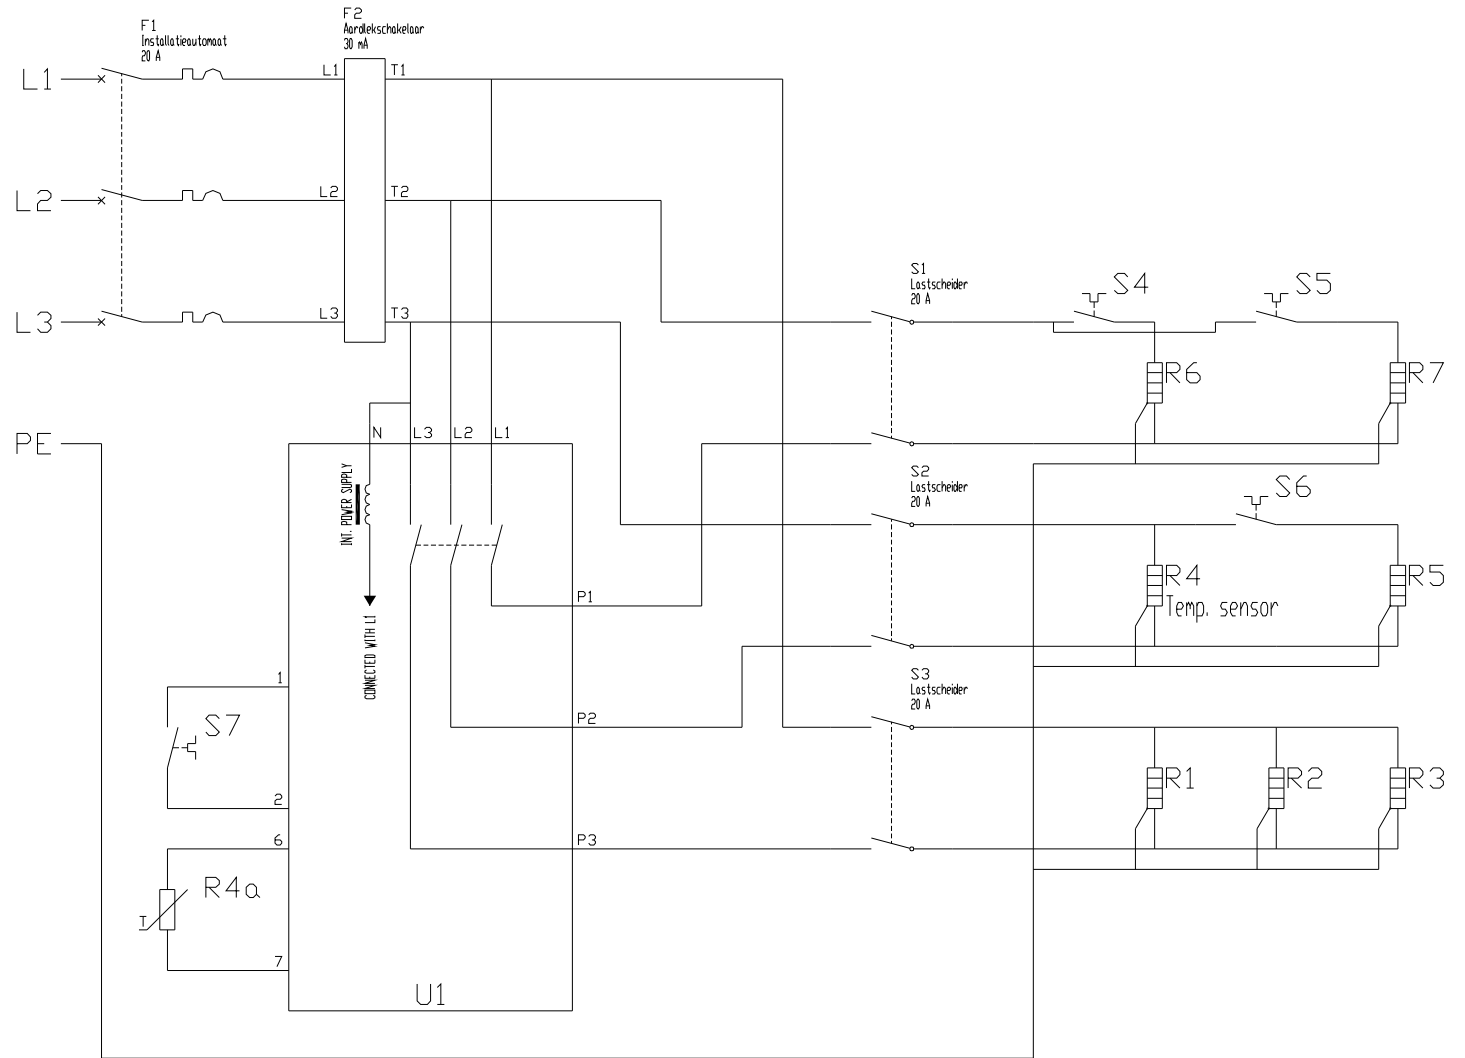 F1
Installatieautomaat
20 A
F2
Aardlekschakelaar
30 mA
L1
L1
T1
L2
L2
T2
L3
L3
T3
PE
N
L3
L2
L1
INT. POWER SUPPLY
CONNECTED WITH L1
S1
Lastscheider
20 A
S4
S5
R6
R7
S2
Lastscheider
20 A
S6
R4
Temp. sensor
R5
P1
S3
Lastscheider
20 A
P2
R1
R2
R3
P3
1
S7
2
6
R4a
T
7
U1